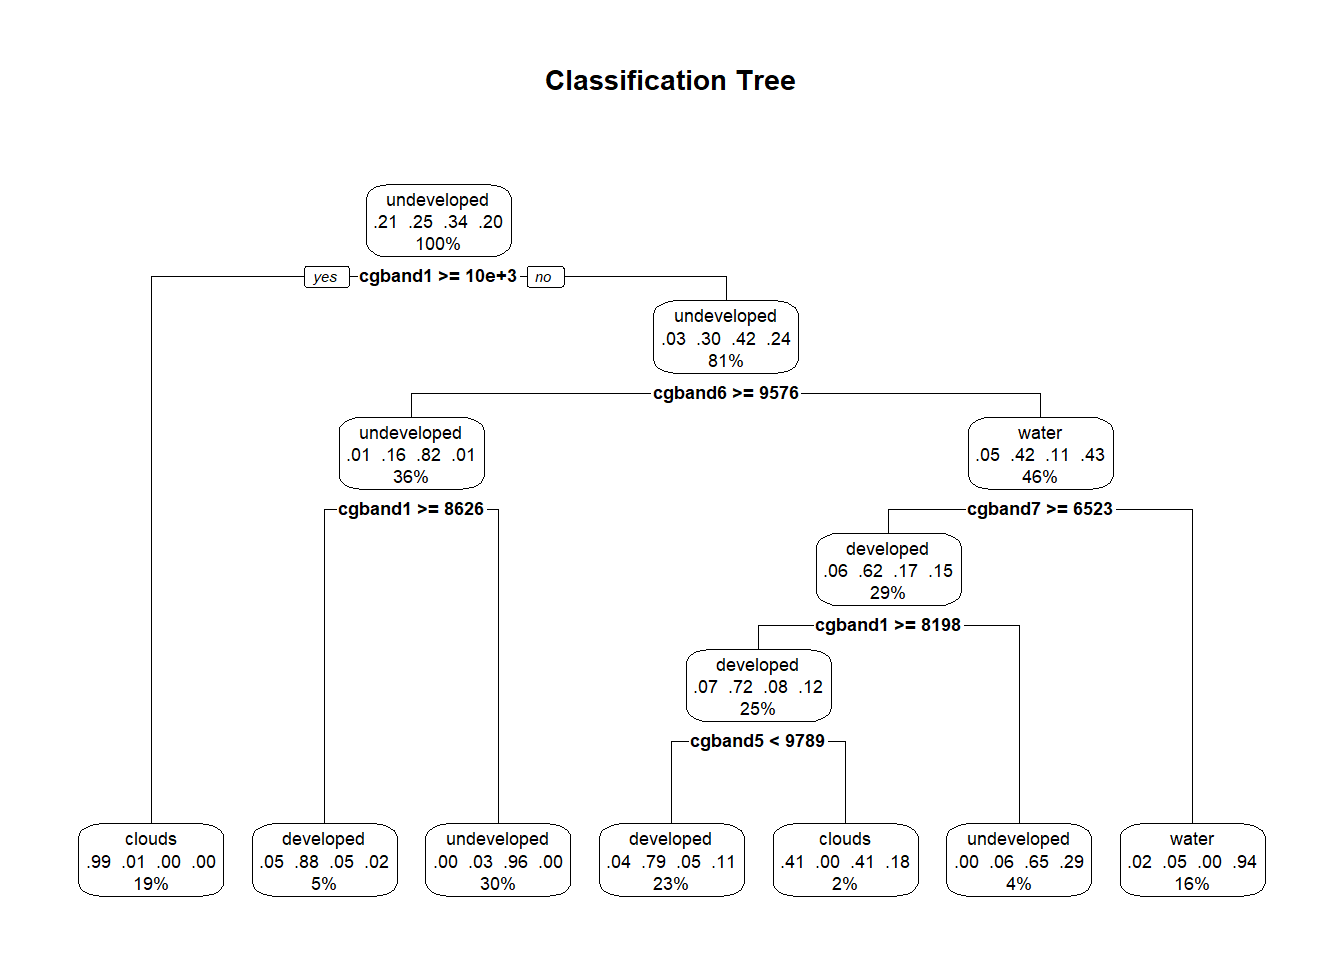 Classification Tree
undeveloped
.21 .25 .34 .20
100%
yes cgband1 >= 10e+3 no
undeveloped
.03 .30 .42 .24
81%
cgband6 >= 9576
undeveloped
.01 .16 .82 .01
36%
water
.05 .42 .11 .43
46%
cgband1 >= 8626
cgband7 >= 6523
developed
.06 .62 .17 .15
29%
cgband1 >= 8198
developed
.07 .72 .08 .12
25%
cgband5 < 9789
clouds
.99 .01 .00 .00
19%
developed
.05 .88 .05 .02
5%
undeveloped
.00 .03 .96 .00
30%
developed
.04 .79 .05 .11
23%
clouds
.41 .00 .41 .18
2%
undeveloped
.00 .06 .65 .29
4%
water
.02 .05 .00 .94
16%